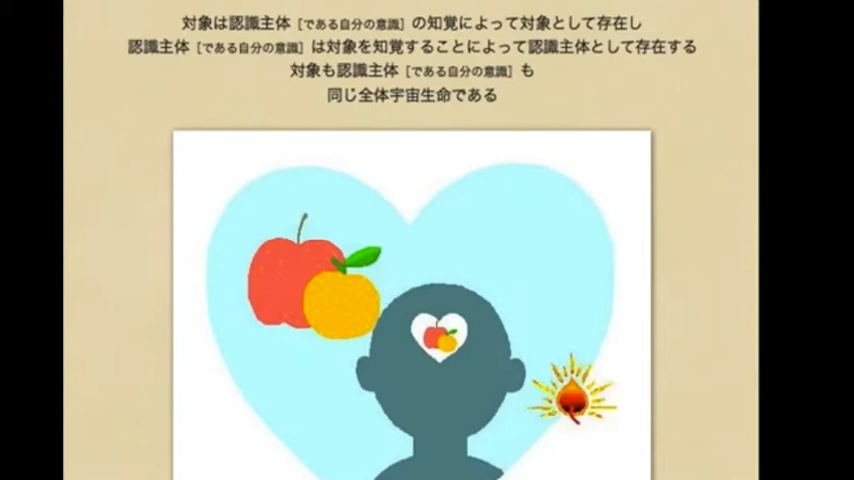 対象は認識主体［である自分の意識］の知覚によって対象として存在し
認識主体［である自分の意識］は対象を知覚することによって認識主体として存在する
対象も認識主体［である自分の意識］も
同じ全体宇宙生命である